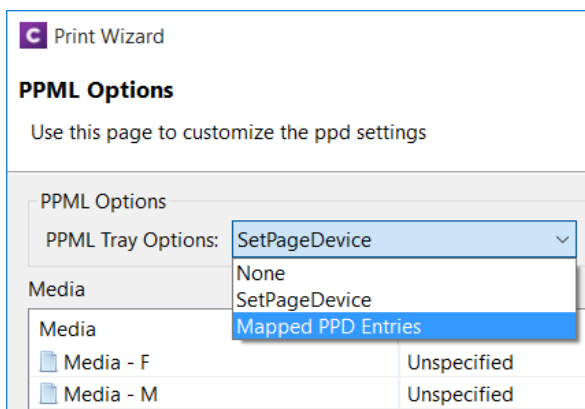 C Print Wizard
PPML Options
Use this page to customize the ppd settings
PPML Options
PPML Tray Options: SetPageDevice
None
SetPageDevice
Mapped PPD Entries
Media
Media
Media - F Unspecified
Media - M Unspecified